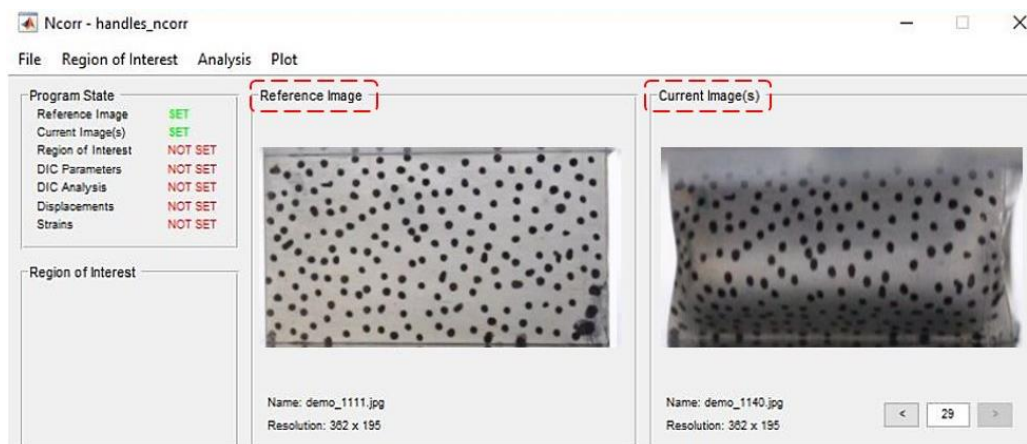 Ncorr - handles_ncorr
File Region of Interest Analysis Plot
Program State
Reference Image SET
Current Image(s) SET
Region of Interest NOT SET
DIC Parameters NOT SET
DIC Analysis NOT SET
Displacements NOT SET
Strains NOT SET
Region of Interest
Reference Image
Name: demo_1111.jpg
Resolution: 362 x 195
Current Image(s)
Name: demo_1140.jpg
Resolution: 362 x 195
< 29 >